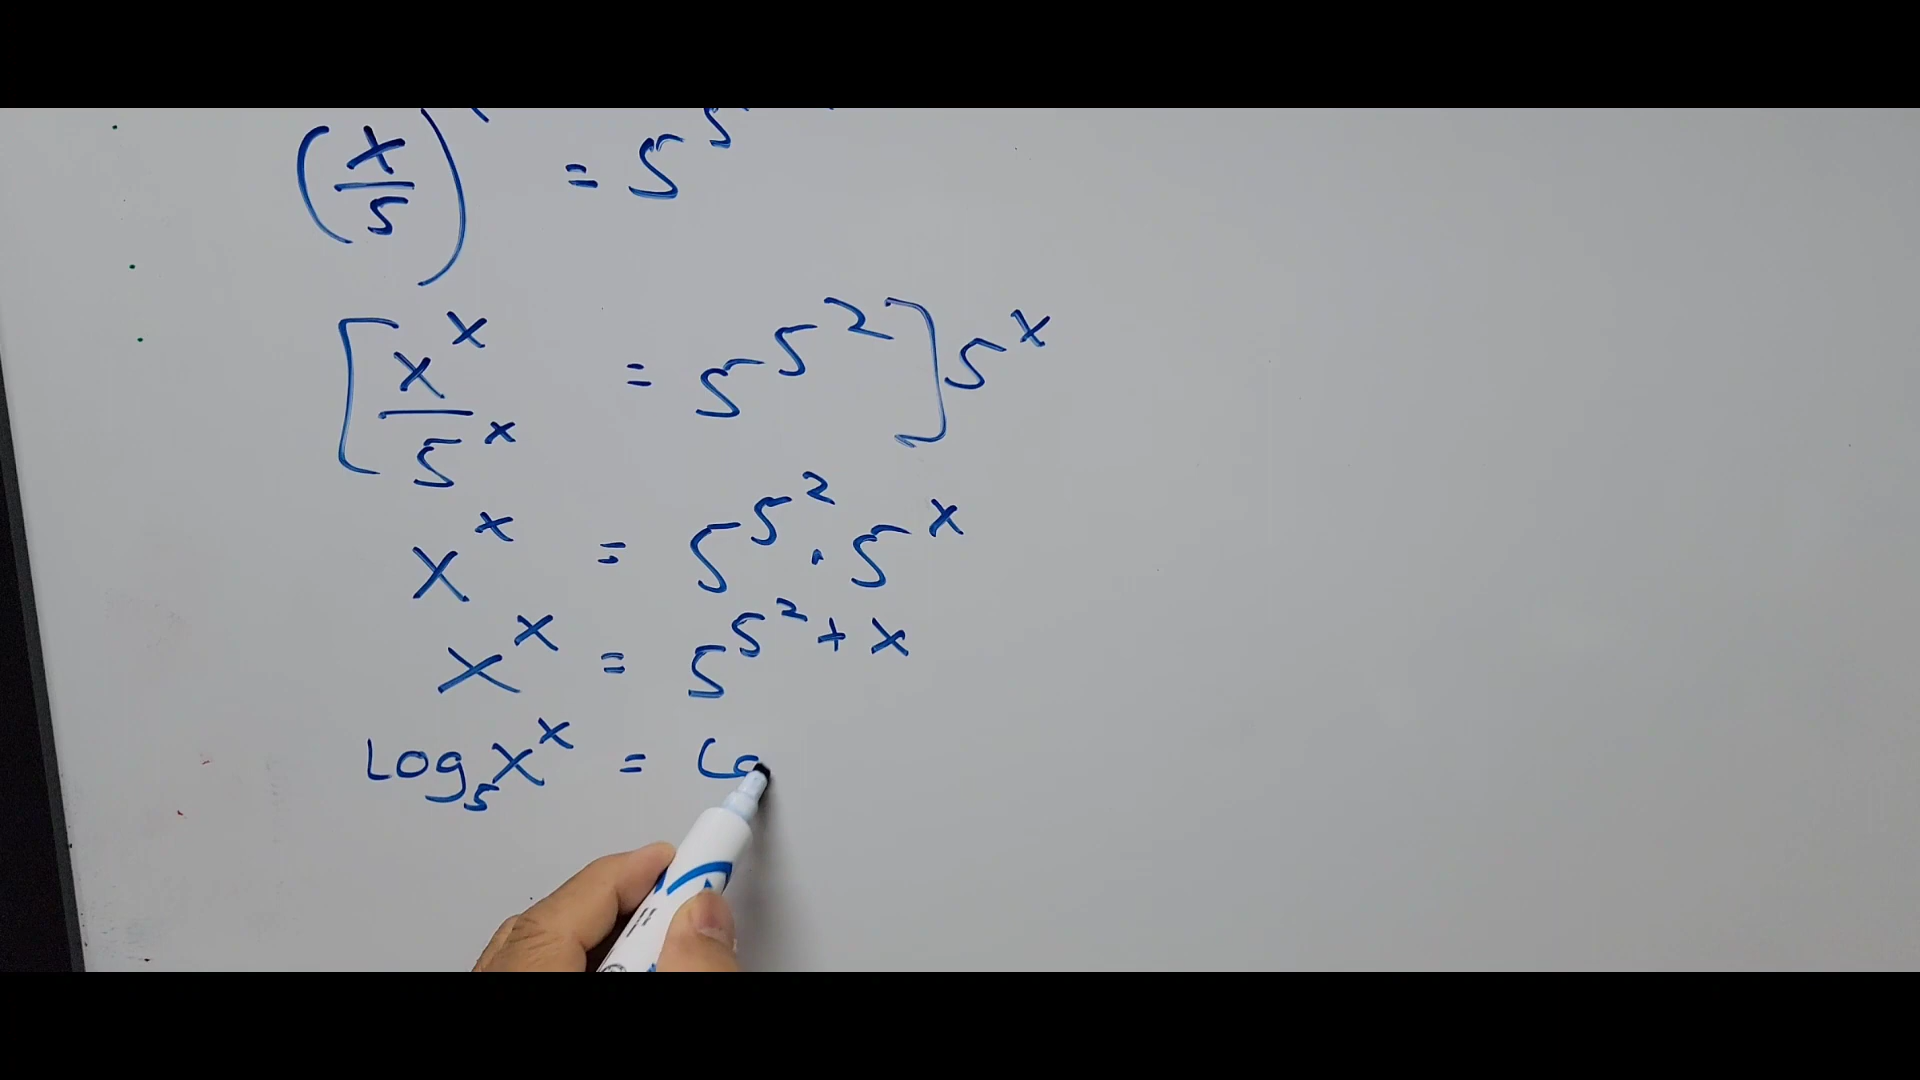 (x/5) = 5^5
[x^x/5^x = 5^5^2] 5^x
x^x = 5^5^2 · 5^x
x^x = 5^5^2 + x
Log_5 x^x = Lo